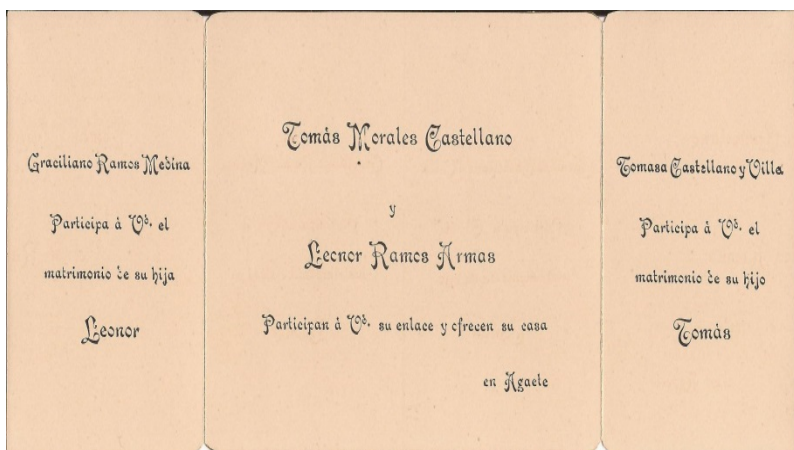 Graciliano Ramos Medina
Participa á Vd. el
matrimonio de su hija
Leonor
Tomás Morales Castellano
y
Leonor Ramos Armas
Participan á Vd. su enlace y ofrecen su casa
en Agaete
Tomasa Castellano y Villa
Participa á Vd. el
matrimonio de su hijo
Tomás